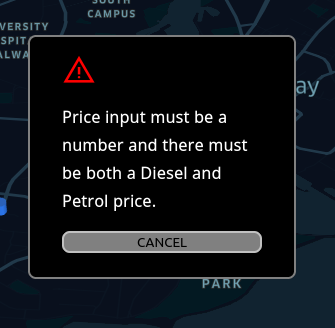 SOUTH
CAMPUS
VERSITY
SPIT
ALWA
ay
Price input must be a
number and there must
be both a Diesel and
Petrol price.
CANCEL
PARK